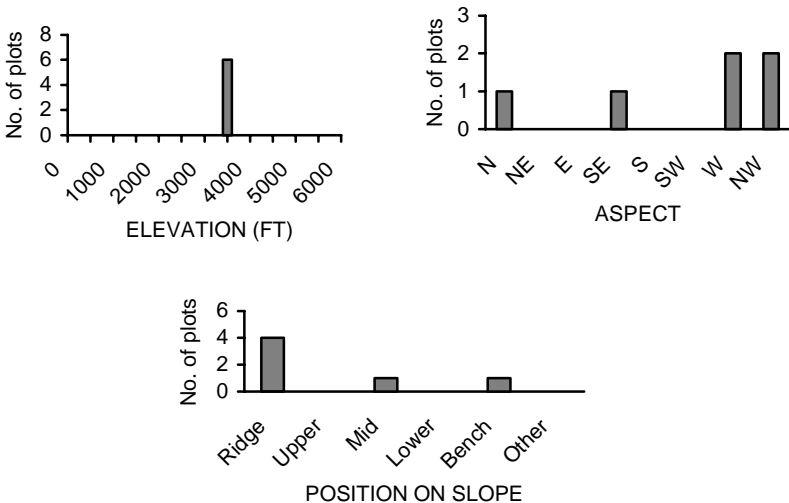 No. of plots
8
6
4
2
0
0
1000
2000
3000
4000
5000
6000
ELEVATION (FT)
No. of plots
3
2
1
0
N
NE
E
SE
S
SW
W
NW
ASPECT
No. of plots
6
4
2
0
Ridge
Upper
Mid
Lower
Bench
Other
POSITION ON SLOPE